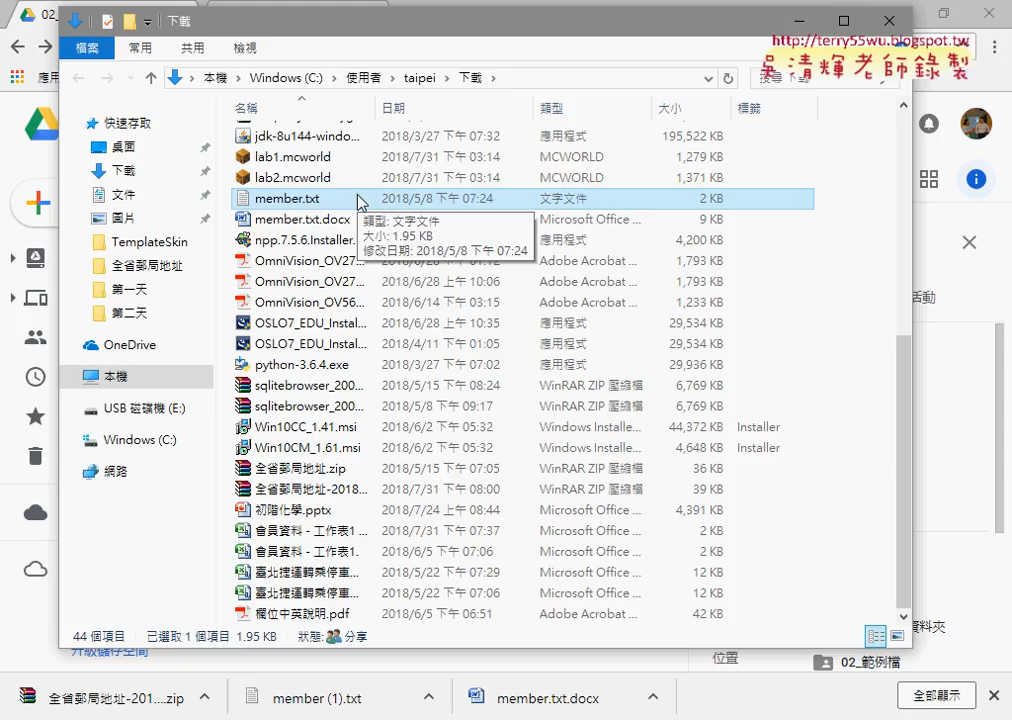 02_
下載
檔案
常用
共用
檢視
http://terry55wu.blogspot.tw
吳清輝老師錄製
本機 > Windows (C:) > 使用者 > taipei > 下載 >
應用
名稱 日期 類型 大小 標籤
jdk-8u144-windo... 2018/3/27 下午 07:32 應用程式 195,522 KB
lab1.mcworld 2018/7/31 下午 03:14 MCWORLD 1,279 KB
lab2.mcworld 2018/7/31 下午 03:14 MCWORLD 1,371 KB
member.txt 2018/5/8 下午 07:24 文字文件 2 KB
member.txt.docx Microsoft Office ... 9 KB
類型: 文字文件
大小: 1.95 KB
修改日期: 2018/5/8 下午 07:24
npp.7.5.6.Installer. 應用程式 4,200 KB
OmniVision_OV27... Adobe Acrobat ... 1,793 KB
OmniVision_OV27... 2018/6/28 上午 10:06 Adobe Acrobat ... 1,793 KB
OmniVision_OV56... 2018/6/14 下午 03:15 Adobe Acrobat ... 1,233 KB
OSLO7_EDU_Instal... 2018/6/28 上午 10:35 應用程式 29,534 KB
OSLO7_EDU_Instal... 2018/4/11 上午 01:05 應用程式 29,534 KB
python-3.6.4.exe 2018/3/27 下午 07:02 應用程式 29,936 KB
sqlitebrowser_200... 2018/5/15 下午 08:24 WinRAR ZIP 壓縮檔 6,769 KB
sqlitebrowser_200... 2018/5/8 下午 09:17 WinRAR ZIP 壓縮檔 6,769 KB
Win10CC_1.41.msi 2018/6/2 下午 05:32 Windows Installe... 44,372 KB Installer
Win10CM_1.61.msi 2018/6/2 下午 05:32 Windows Installe... 4,648 KB Installer
全省郵局地址.zip 2018/5/15 下午 07:05 WinRAR ZIP 壓縮檔 36 KB
全省郵局地址-2018... 2018/7/31 下午 08:00 WinRAR ZIP 壓縮檔 39 KB
初階化學.pptx 2018/7/24 上午 08:44 Microsoft Office ... 4,391 KB
會員資料 - 工作表1 ... 2018/7/31 下午 07:37 Microsoft Office ... 2 KB
會員資料 - 工作表1. 2018/6/5 下午 07:06 Microsoft Office ... 2 KB
臺北捷運轉乘停車... 2018/5/22 下午 07:29 Microsoft Office ... 12 KB
臺北捷運轉乘停車... 2018/5/22 下午 07:06 Microsoft Office ... 12 KB
欄位中英說明.pdf 2018/6/5 下午 06:51 Adobe Acrobat ... 42 KB
快速存取
桌面
下載
文件
圖片
TemplateSkin
全省郵局地址
第一天
第二天
OneDrive
本機
USB 磁碟機 (E:)
Windows (C:)
網路
活動
44 個項目 已選取 1 個項目 1.95 KB 狀態: 分享
資料夾
升級儲存空間
位置
02_範例檔
全省郵局地址-201....zip
member (1).txt
member.txt.docx
全部顯示